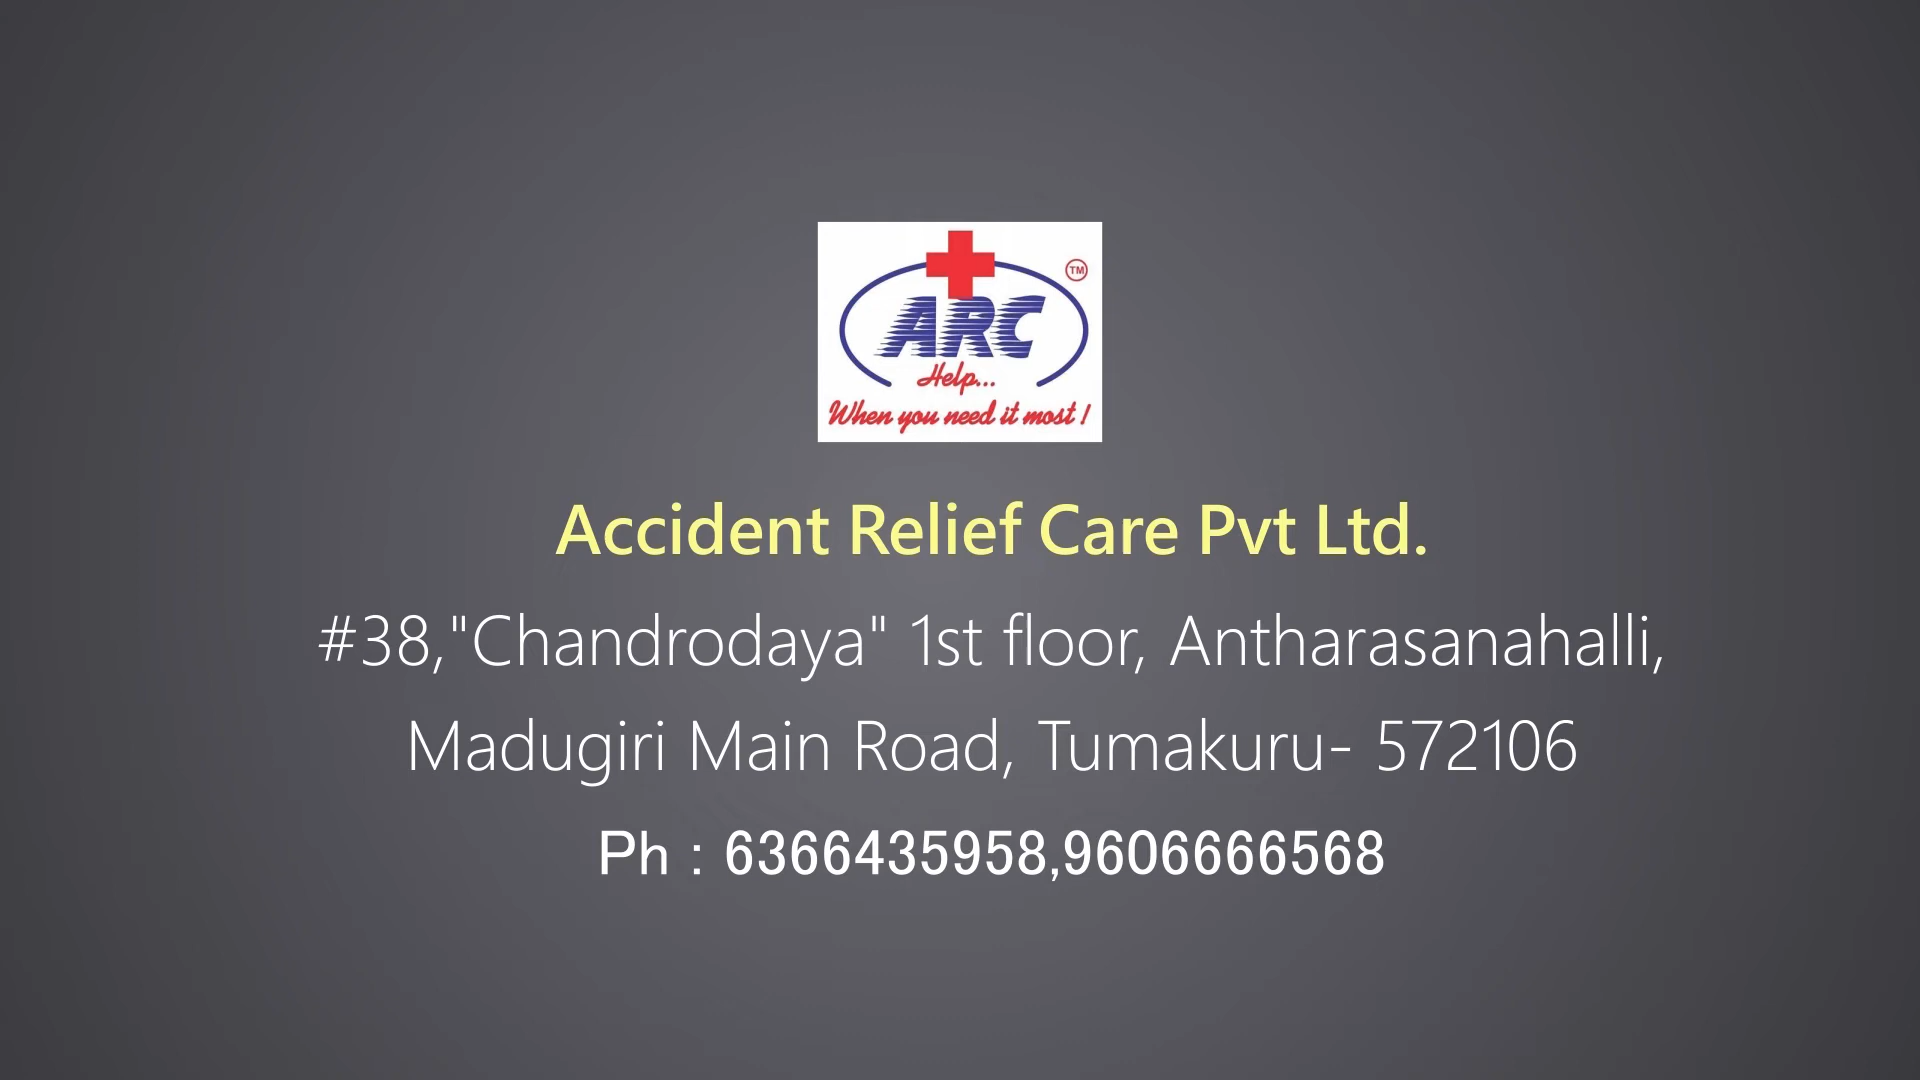 TM
ARC
Help...
When you need it most !
Accident Relief Care Pvt Ltd.
#38,"Chandrodaya" 1st floor, Antharasanahalli,
Madugiri Main Road, Tumakuru- 572106
Ph : 6366435958,9606666568